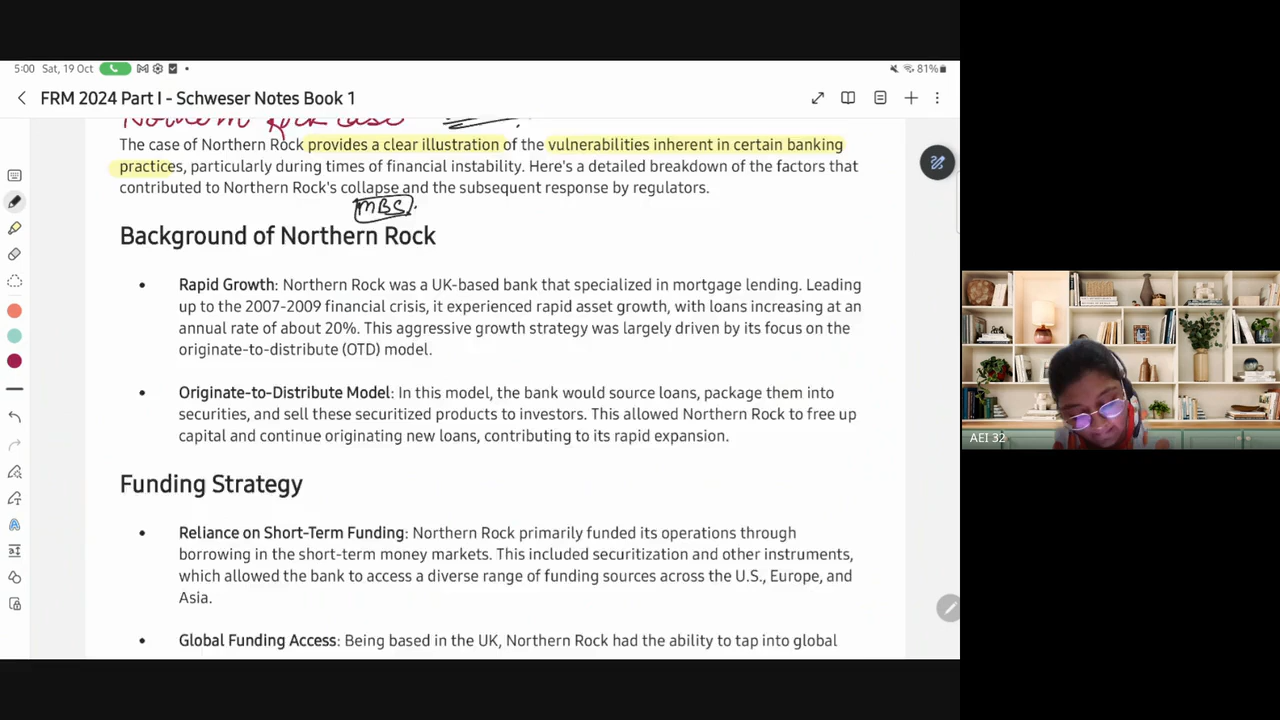 5:00 Sat, 19 Oct 81%
FRM 2024 Part I - Schweser Notes Book 1
Northern Rock case
The case of Northern Rock provides a clear illustration of the vulnerabilities inherent in certain banking
practices, particularly during times of financial instability. Here's a detailed breakdown of the factors that
contributed to Northern Rock's collapse and the subsequent response by regulators.
MBS
Background of Northern Rock
• Rapid Growth: Northern Rock was a UK-based bank that specialized in mortgage lending. Leading
up to the 2007-2009 financial crisis, it experienced rapid asset growth, with loans increasing at an
annual rate of about 20%. This aggressive growth strategy was largely driven by its focus on the
originate-to-distribute (OTD) model.
• Originate-to-Distribute Model: In this model, the bank would source loans, package them into
securities, and sell these securitized products to investors. This allowed Northern Rock to free up
capital and continue originating new loans, contributing to its rapid expansion.
Funding Strategy
• Reliance on Short-Term Funding: Northern Rock primarily funded its operations through
borrowing in the short-term money markets. This included securitization and other instruments,
which allowed the bank to access a diverse range of funding sources across the U.S., Europe, and
Asia.
• Global Funding Access: Being based in the UK, Northern Rock had the ability to tap into global
AEI 32